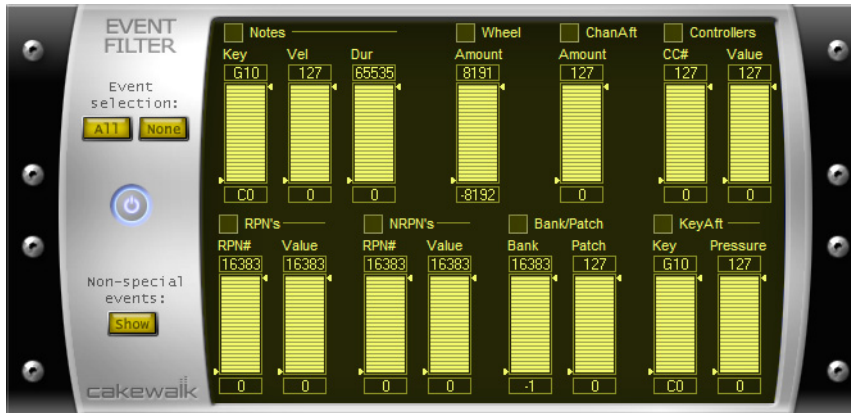 EVENT
FILTER
Event
selection:
All None
Non-special
events:
Show
cakewalk
Notes Wheel ChanAft Controllers
Key Vel Dur Amount Amount CC# Value
G10 127 65535 8191 127 127 127
C0 0 0 -8192 0 0 0
RPN's NRPN's Bank/Patch KeyAft
RPN# Value RPN# Value Bank Patch Key Pressure
16383 16383 16383 16383 16383 127 G10 127
0 0 0 0 -1 0 C0 0